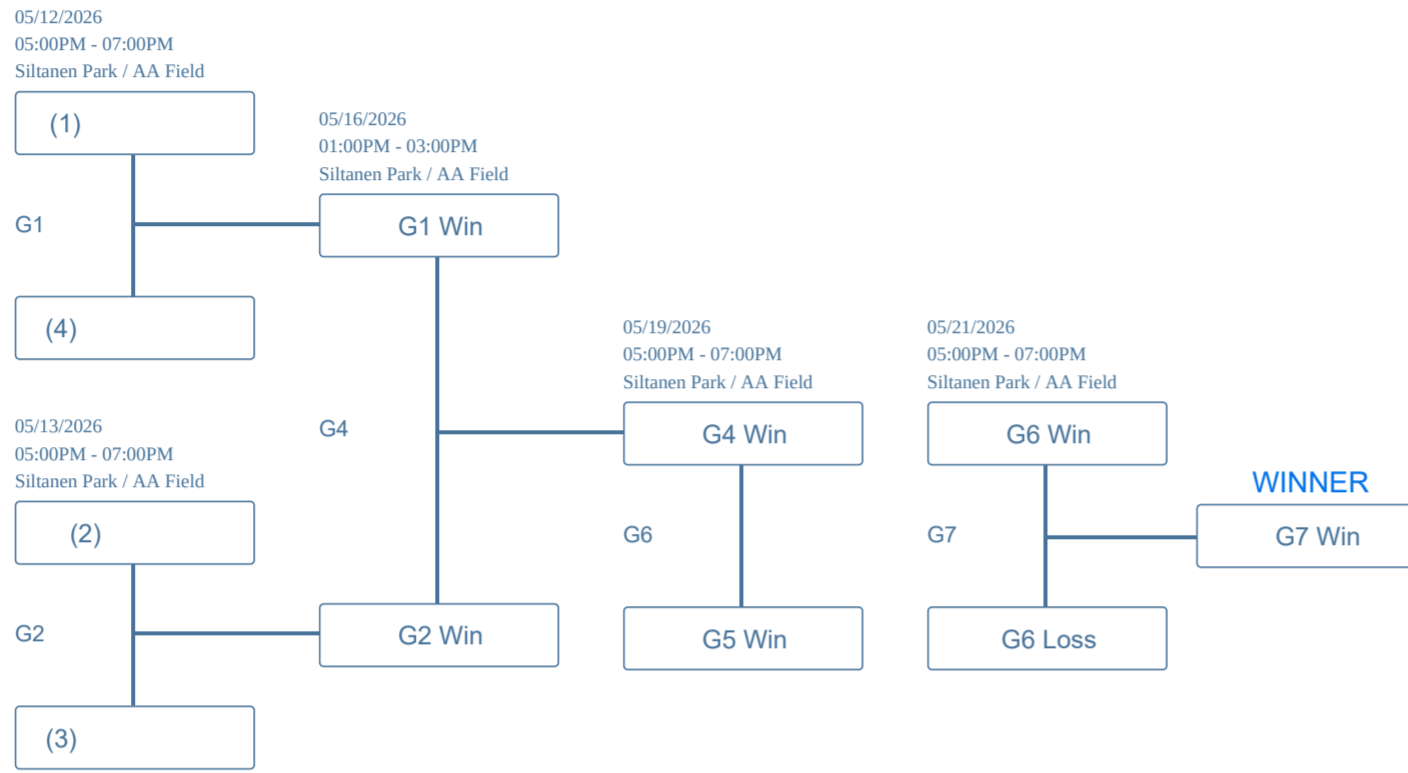 05/12/2026
05:00PM - 07:00PM
Siltanen Park / AA Field
(1)
G1
(4)
05/13/2026
05:00PM - 07:00PM
Siltanen Park / AA Field
(2)
G2
(3)
05/16/2026
01:00PM - 03:00PM
Siltanen Park / AA Field
G1 Win
G4
G2 Win
05/19/2026
05:00PM - 07:00PM
Siltanen Park / AA Field
G4 Win
G6
G5 Win
05/21/2026
05:00PM - 07:00PM
Siltanen Park / AA Field
G6 Win
G7
G6 Loss
WINNER
G7 Win